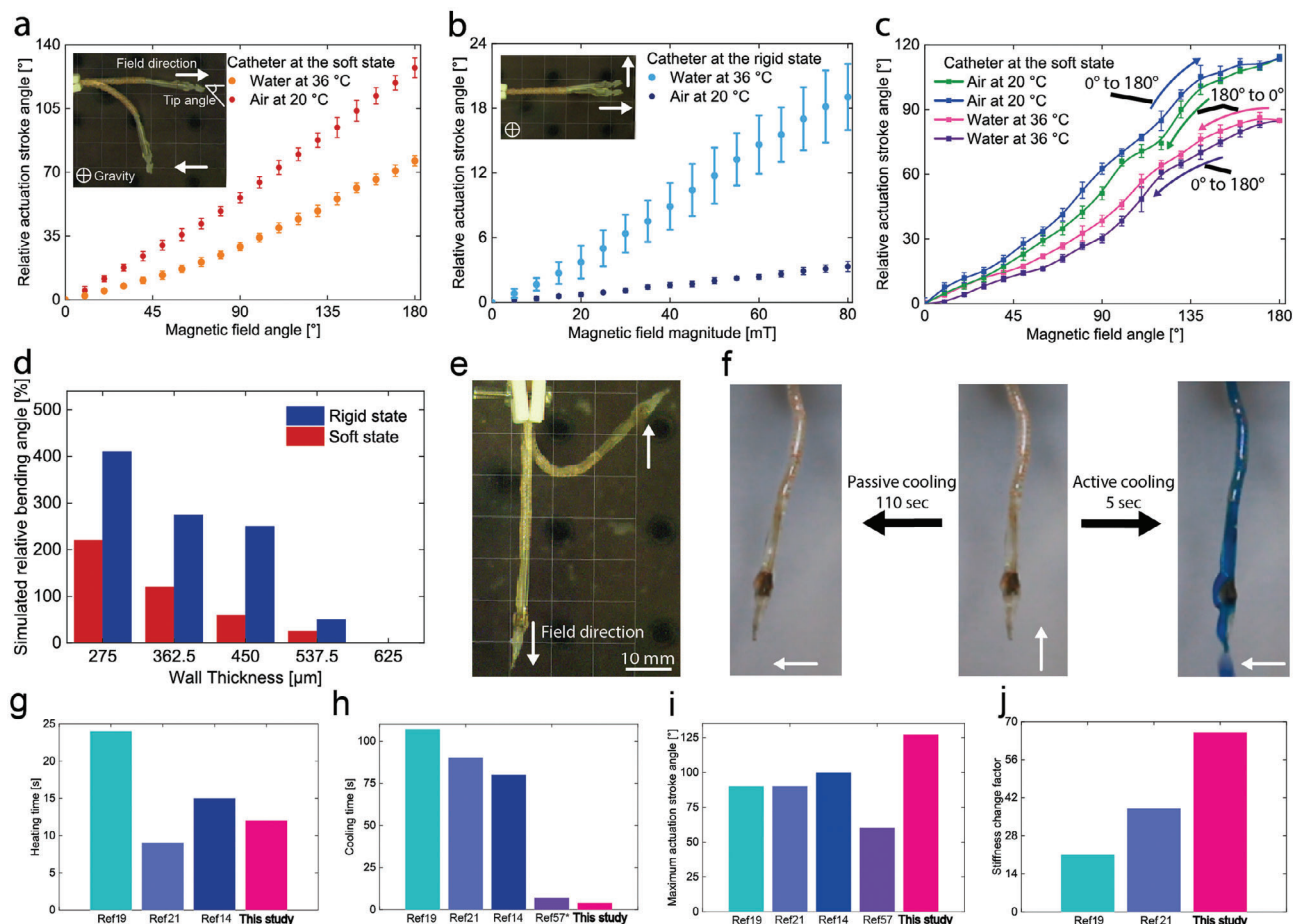 a
Relative actuation stroke angle [°]
140
105
70
35
0
0
45
90
135
180
Magnetic field angle [°]
Field direction
Tip angle
Gravity
Catheter at the soft state
Water at 36 °C
Air at 20 °C
b
Relative actuation stroke angle [°]
24
18
12
6
0
20
40
60
80
Magnetic field magnitude [mT]
Catheter at the rigid state
Water at 36 °C
Air at 20 °C
c
Relative actuation stroke angle [°]
120
90
60
30
0
0
45
90
135
180
Magnetic field angle [°]
Catheter at the soft state
Air at 20 °C
Air at 20 °C
Water at 36 °C
Water at 36 °C
0° to 180°
180° to 0°
0° to 180°
d
Simulated relative bending angle [%]
500
400
300
200
100
0
275
362.5
450
537.5
625
Wall Thickness [µm]
Rigid state
Soft state
e
Field direction
10 mm
f
Passive cooling
110 sec
Active cooling
5 sec
g
Heating time [s]
25
20
15
10
5
0
Ref19
Ref21
Ref14
This study
h
Cooling time [s]
100
75
50
25
0
Ref19
Ref21
Ref14
Ref57*
This study
i
Maximum actuation stroke angle [°]
125
100
75
50
25
0
Ref19
Ref21
Ref14
Ref57
This study
j
Stiffness change factor
70
56
42
28
14
0
Ref19
Ref21
This study